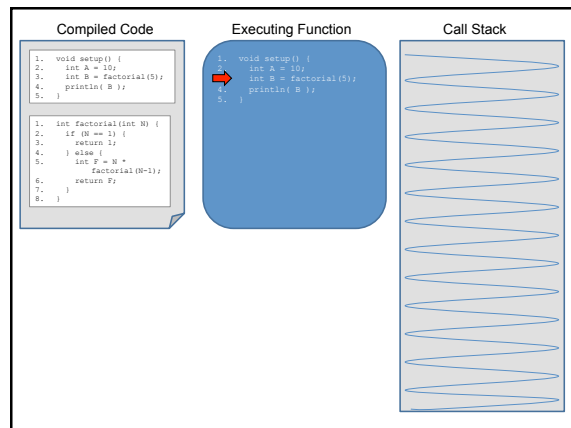 Compiled Code
1. void setup() {
2. int A = 10;
3. int B = factorial(5);
4. println( B );
5. }
1. int factorial(int N) {
2. if (N == 1) {
3. return 1;
4. } else {
5. int F = N *
factorial(N-1);
6. return F;
7. }
8. }
Executing Function
1. void setup() {
2. int A = 10;
int B = factorial(5);
4. println( B );
5. }
Call Stack